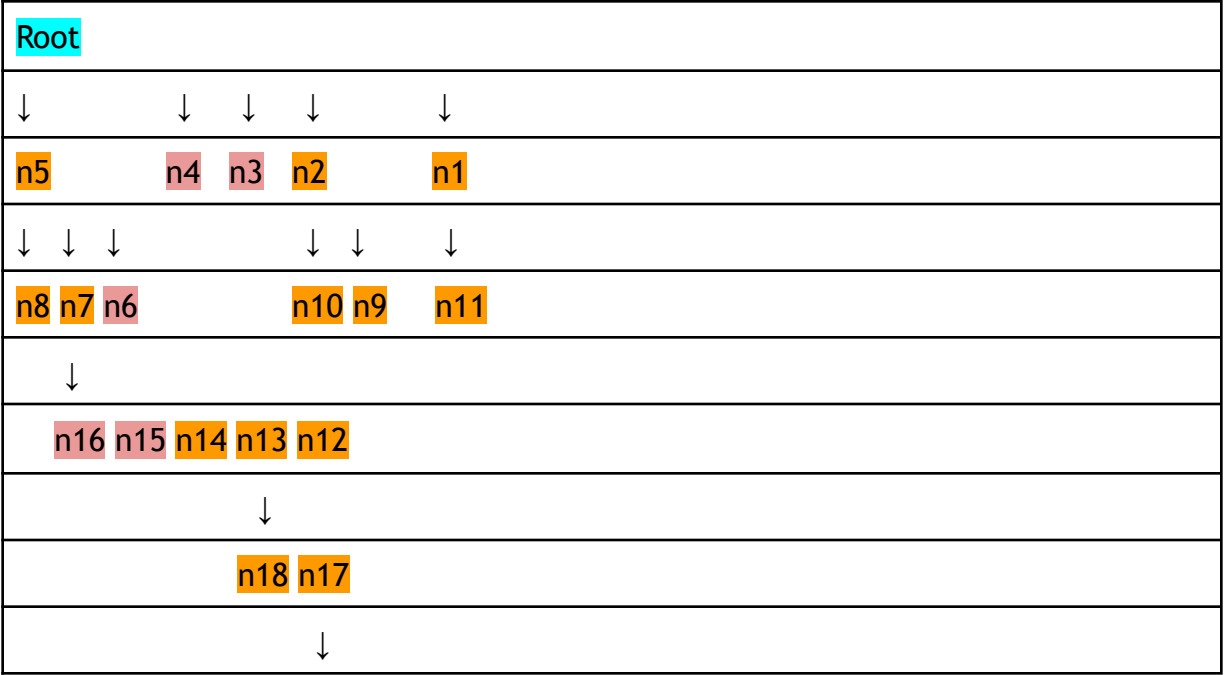 Root
↓ ↓ ↓ ↓ ↓
n5 n4 n3 n2 n1
↓ ↓ ↓ ↓ ↓ ↓
n8 n7 n6 n10 n9 n11
↓
n16 n15 n14 n13 n12
↓
n18 n17
↓